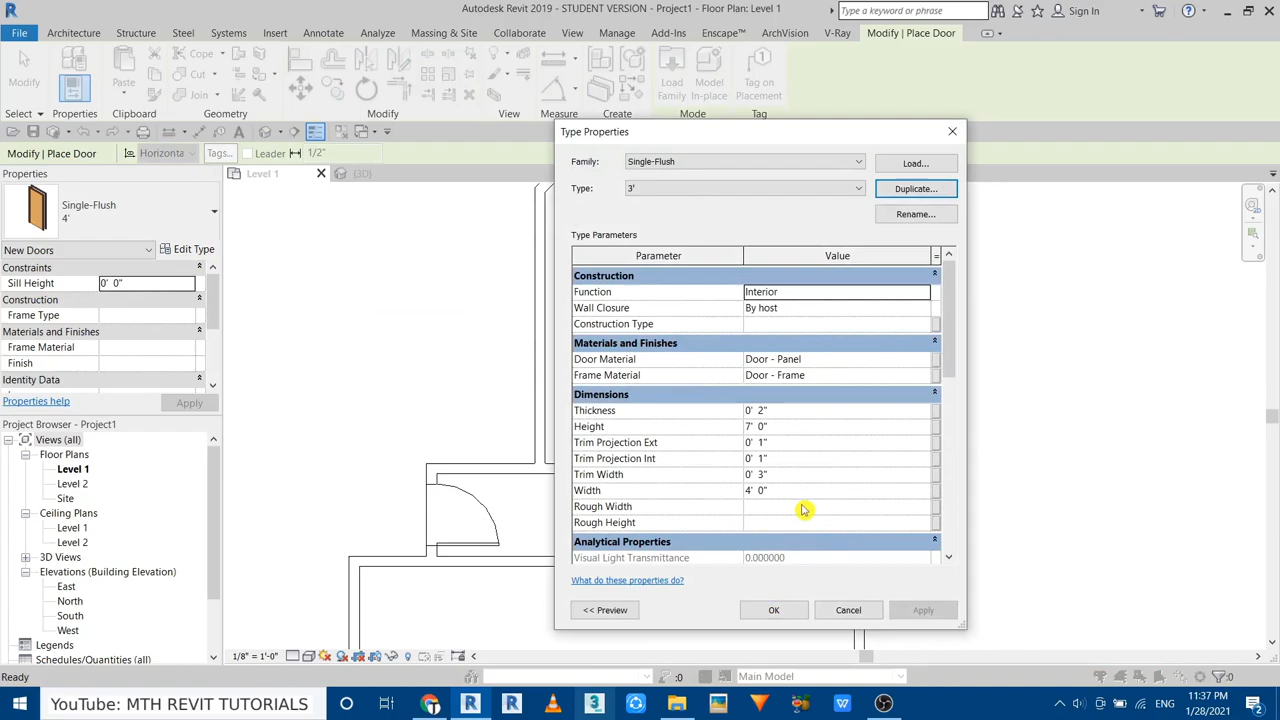 Autodesk Revit 2019 - STUDENT VERSION - Project1 - Floor Plan: Level 1
Type a keyword or phrase
Sign In
File Architecture Structure Steel Systems Insert Annotate Analyze Massing & Site Collaborate View Manage Add-Ins Enscape™ ArchVision V-Ray Modify | Place Door
Modify
Paste
Cope
Cut
Join
Load Family
Model In-place
Tag on Placement
Select Properties Clipboard Geometry Modify View Measure Create Mode Tag
Modify | Place Door Horizonta Tags... Leader 1/2"
Properties
Single-Flush
4'
New Doors Edit Type
Constraints
Sill Height 0' 0"
Construction
Frame Type
Materials and Finishes
Frame Material
Finish
Identity Data
Properties help Apply
Project Browser - Project1
Views (all)
Floor Plans
Level 1
Level 2
Site
Ceiling Plans
Level 1
Level 2
3D Views
Elevations (Building Elevation)
East
North
South
West
Legends
Schedules/Quantities (all)
Level 1
{3D}
Type Properties
Family: Single-Flush Load...
Type: 3' Duplicate...
Rename...
Type Parameters
Parameter Value =
Construction
Function Interior
Wall Closure By host
Construction Type
Materials and Finishes
Door Material Door - Panel
Frame Material Door - Frame
Dimensions
Thickness 0' 2"
Height 7' 0"
Trim Projection Ext 0' 1"
Trim Projection Int 0' 1"
Trim Width 0' 3"
Width 4' 0"
Rough Width
Rough Height
Analytical Properties
Visual Light Transmittance 0.000000
What do these properties do?
<< Preview OK Cancel Apply
1/8" = 1'-0"
Ready :0 Main Model :0
YouTube: MTH REVIT TUTORIALS
11:37 PM
1/28/2021
2